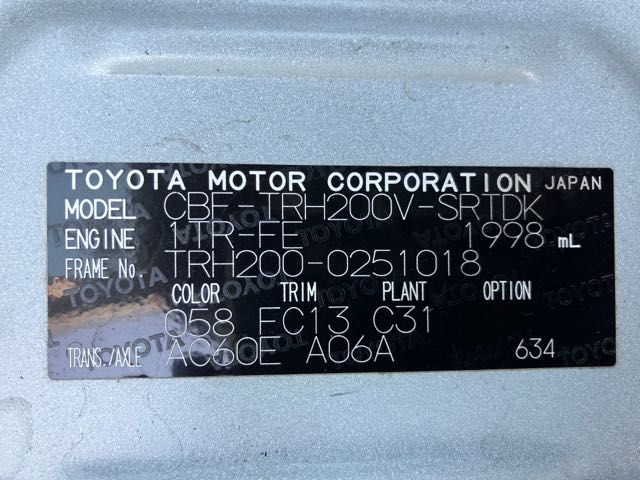 TOYOTA MOTOR CORPORATION JAPAN
MODEL CBF-TRH200V-SRTDK
ENGINE 1TR-FE 1998 mL
FRAME No. TRH200-0251018
COLOR TRIM PLANT OPTION
058 FC13 C31
TRANS./AXLE AC60E A06A 634